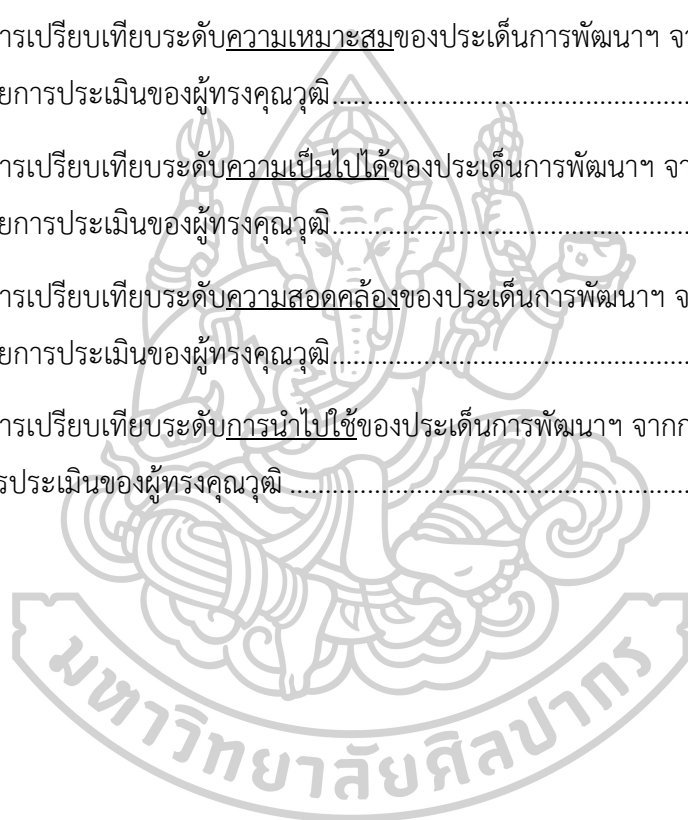 ารเปรียบเทียบระดับความเหมาะสมของประเด็นการพัฒนาฯ จา
ยการประเมินของผู้ทรงคุณวุฒิ
ารเปรียบเทียบระดับความเป็นไปได้ของประเด็นการพัฒนาฯ จา
ยการประเมินของผู้ทรงคุณวุฒิ
ารเปรียบเทียบระดับความสอดคล้องของประเด็นการพัฒนาฯ จ
ยการประเมินของผู้ทรงคุณวุฒิ
ารเปรียบเทียบระดับการนำไปใช้ของประเด็นการพัฒนาฯ จากก
รประเมินของผู้ทรงคุณวุฒิ
มหาวิทยาลัยศิลปากร